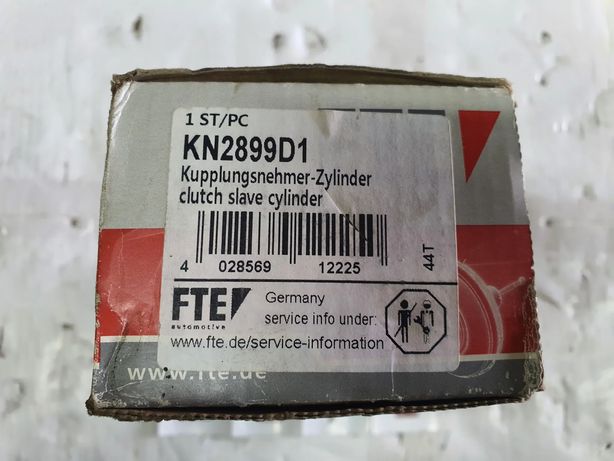 1 ST/PC
KN2899D1
Kupplungsnehmer-Zylinder
clutch slave cylinder
4 028569 12225
44T
FTE
automotive
Germany
service info under:
www.fte.de/service-information
www.fte.de